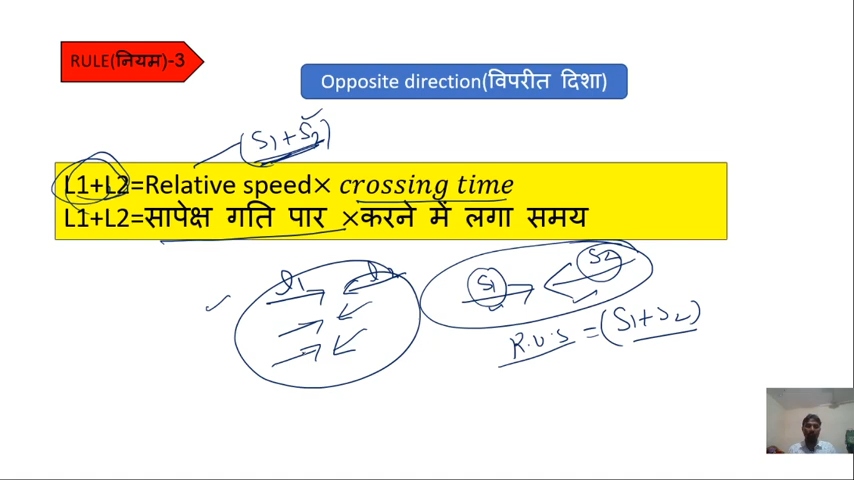 RULE(नियम)-3
Opposite direction(विपरीत दिशा)
(S1+S2)
L1+L2=Relative speed× crossing time
L1+L2=सापेक्ष गति पार ×करने में लगा समय
S1 S2
R.V.S =(S1+S2)